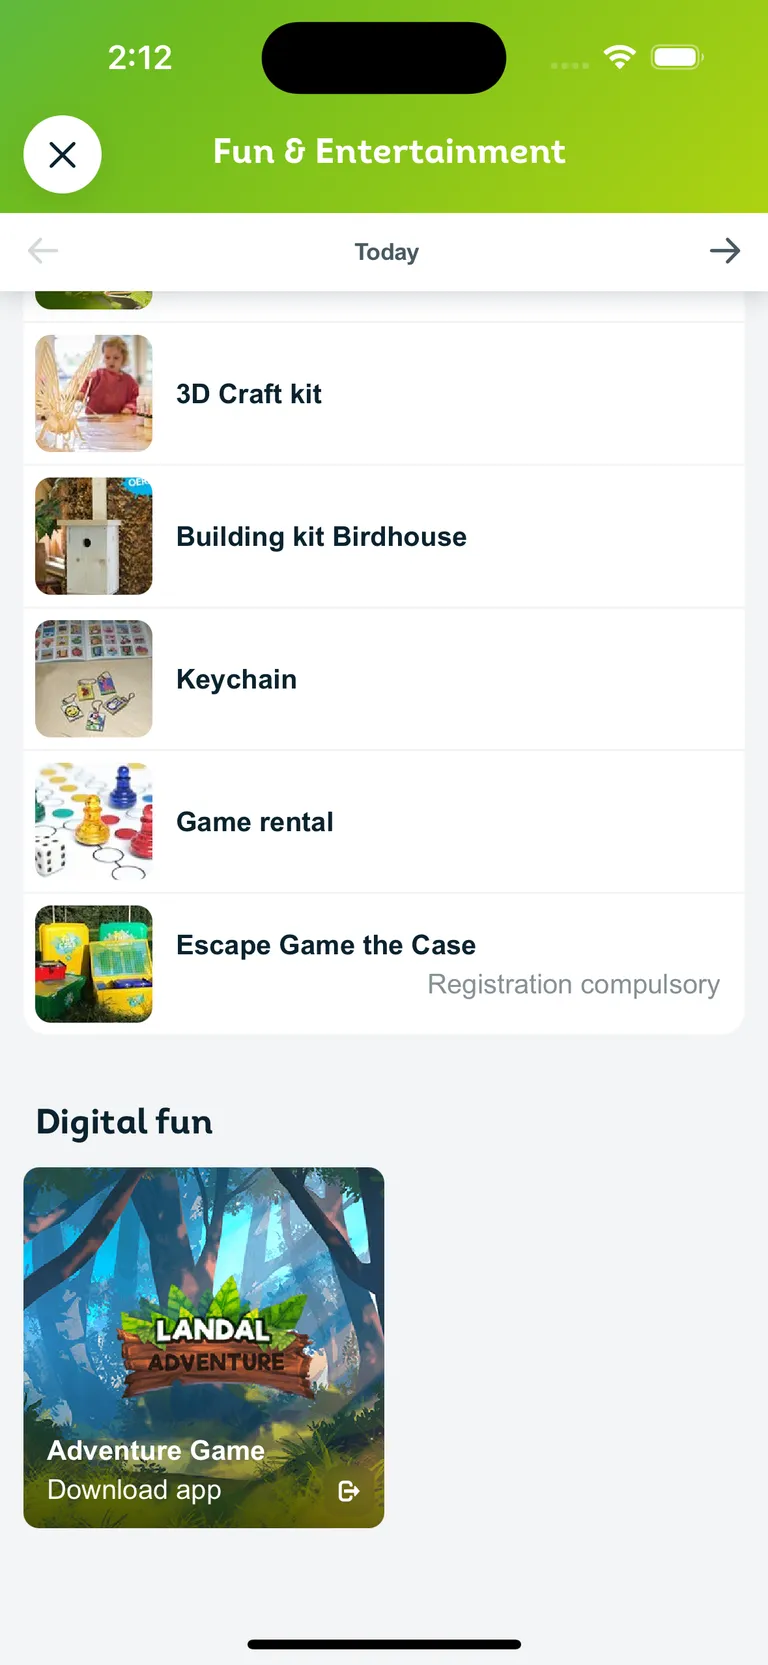 2:12
Fun & Entertainment
Today
3D Craft kit
Building kit Birdhouse
Keychain
Game rental
Escape Game the Case
Registration compulsory
Digital fun
LANDAL
ADVENTURE
Adventure Game
Download app